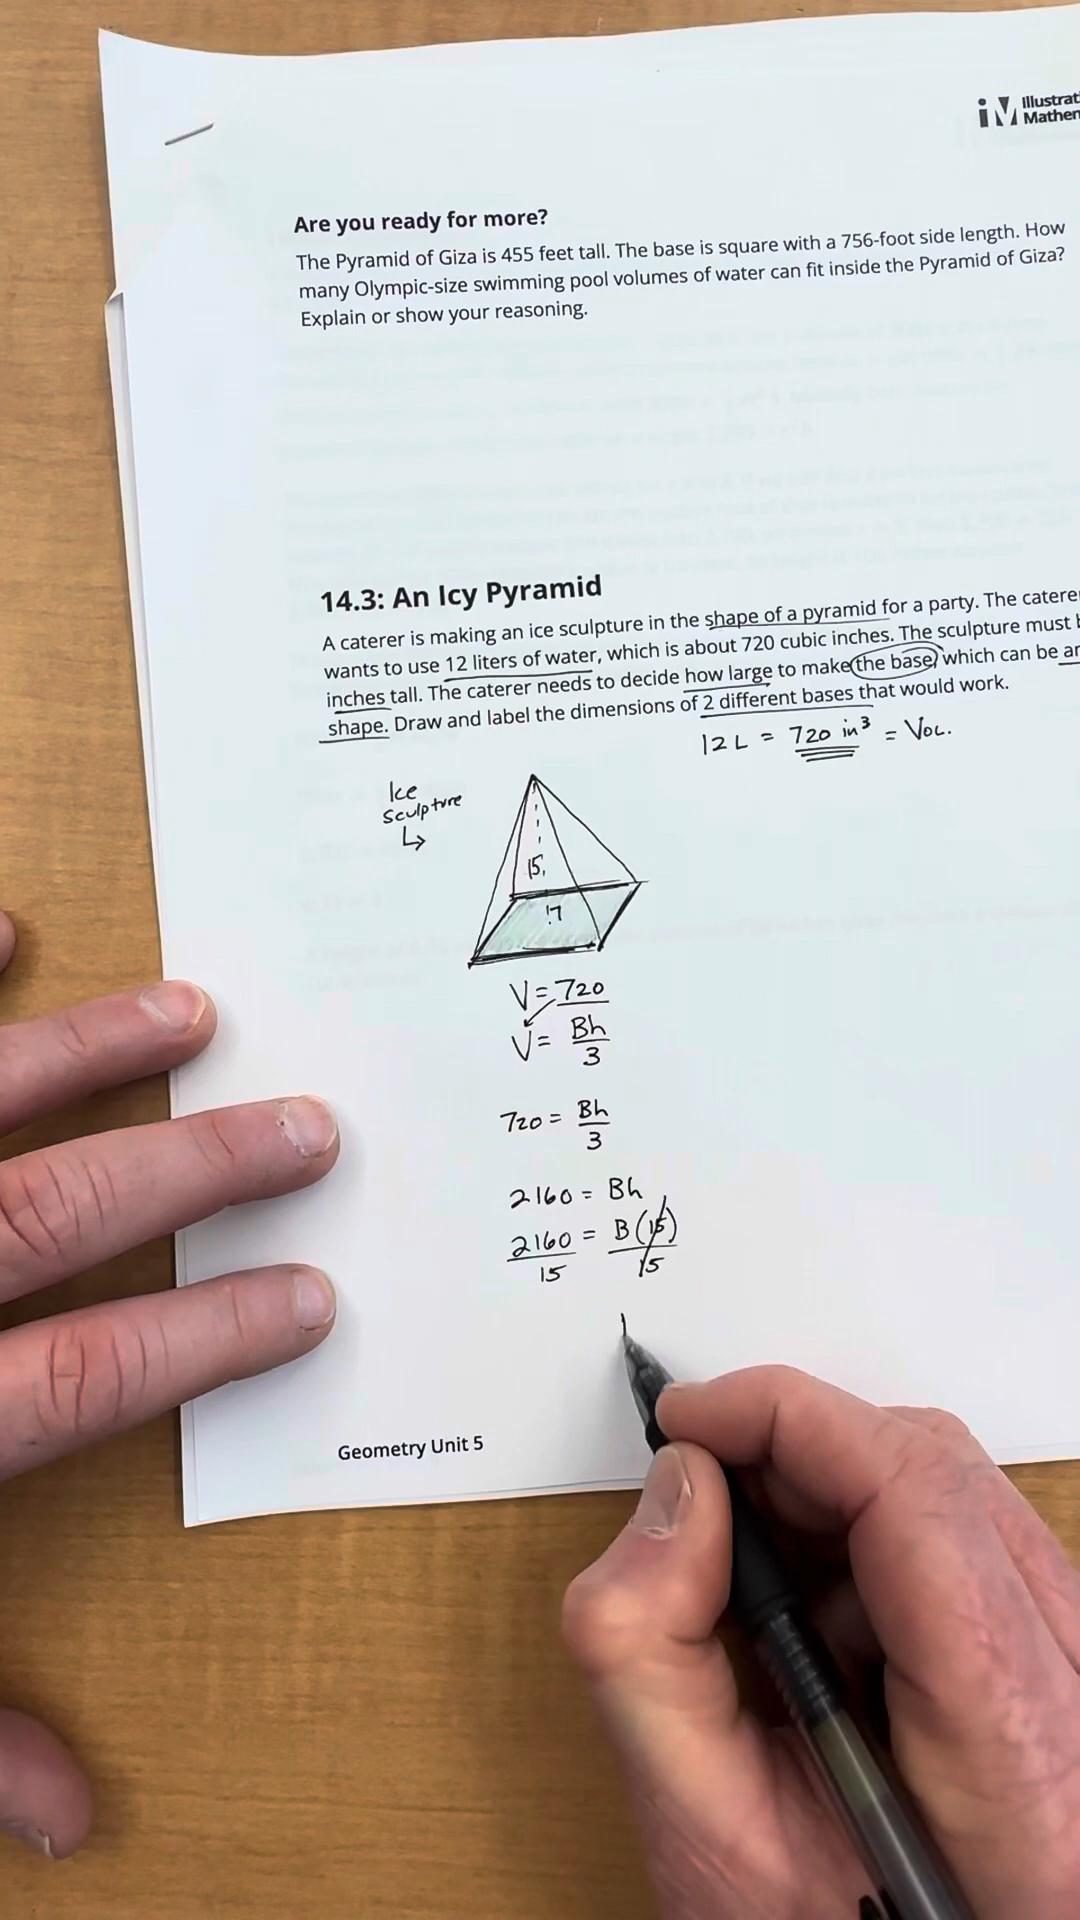 Illustrat
Mathem
Are you ready for more?
The Pyramid of Giza is 455 feet tall. The base is square with a 756-foot side length. How
many Olympic-size swimming pool volumes of water can fit inside the Pyramid of Giza?
Explain or show your reasoning.
14.3: An Icy Pyramid
A caterer is making an ice sculpture in the shape of a pyramid for a party. The catere
wants to use 12 liters of water, which is about 720 cubic inches. The sculpture must b
inches tall. The caterer needs to decide how large to make the base, which can be an
shape. Draw and label the dimensions of 2 different bases that would work.
12 L = 720 in³ = VOL.
Ice
sculpture
15
V = 720
V = Bh
3
720 = Bh
3
2160 = Bh
2160 = B(15)
15 15
Geometry Unit 5